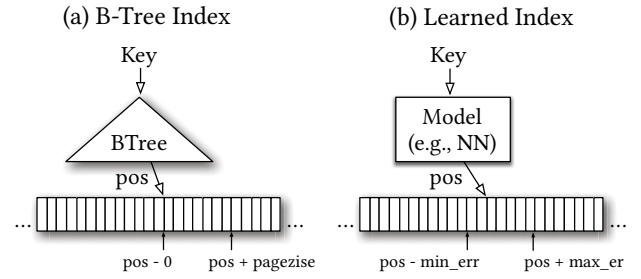 (a) B-Tree Index
(b) Learned Index
Key
Key
BTree
Model
(e.g., NN)
pos
pos
...
...
...
...
pos - 0
pos + pagezise
pos - min_err
pos + max_er